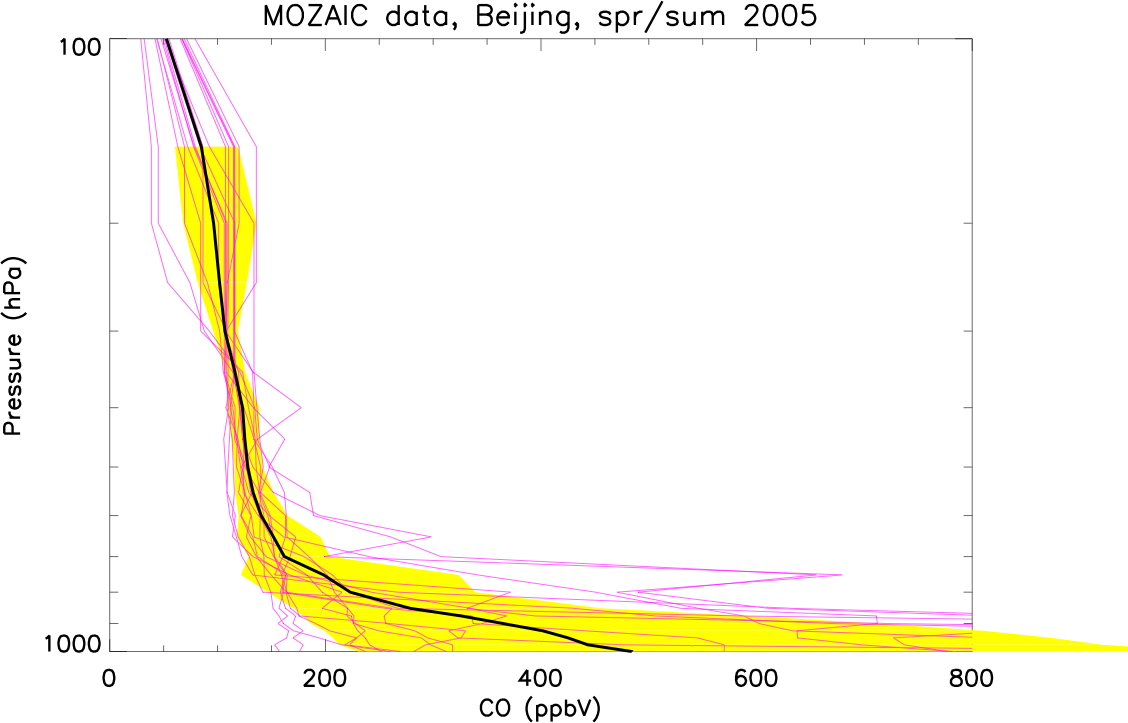 MOZAIC data, Beijing, spr/sum 2005
100
Pressure (hPa)
1000
0 200 400 600 800
CO (ppbV)